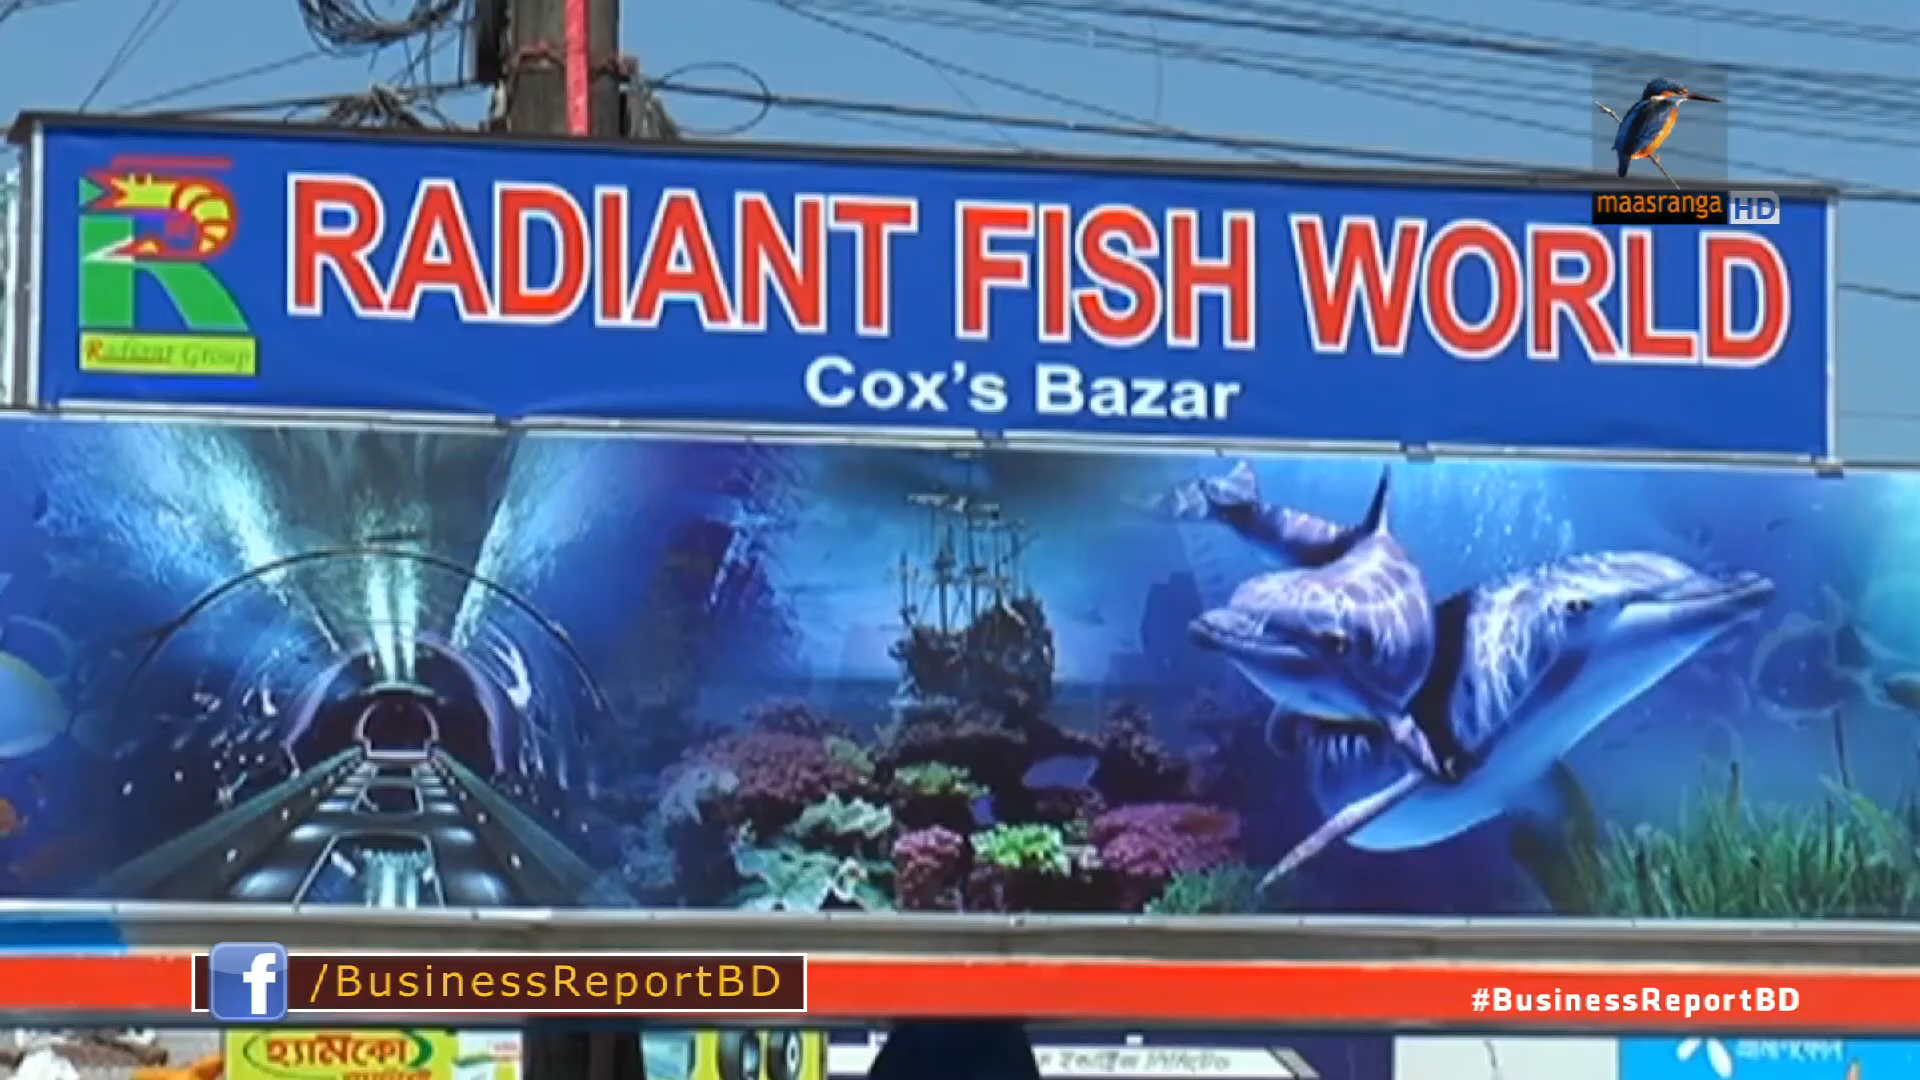 maasranga HD
RADIANT FISH WORLD
Radiant Group
Cox's Bazar
f /BusinessReportBD
#BusinessReportBD
হ্যামকো